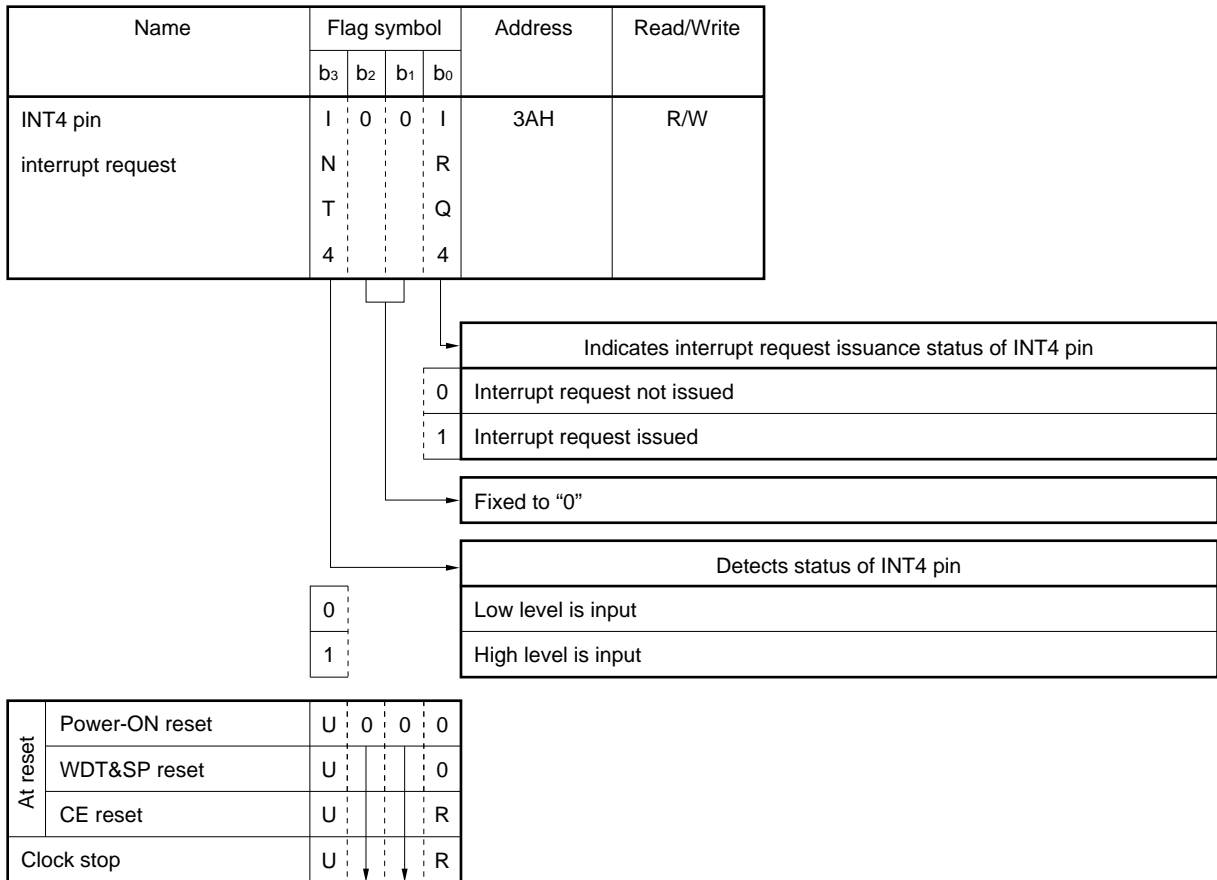 Name Flag symbol Address Read/Write
b3 b2 b1 b0
INT4 pin I 0 0 I 3AH R/W
interrupt request N R
T Q
4 4
Indicates interrupt request issuance status of INT4 pin
0 Interrupt request not issued
1 Interrupt request issued
Fixed to “0”
Detects status of INT4 pin
0 Low level is input
1 High level is input
At reset
Power-ON reset U 0 0 0
WDT&SP reset U 0
CE reset U R
Clock stop U R